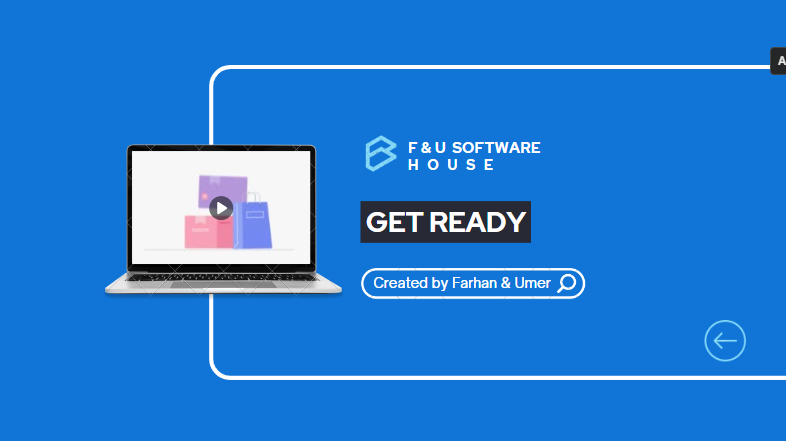 A
F & U SOFTWARE
HOUSE
GET READY
Created by Farhan & Umer